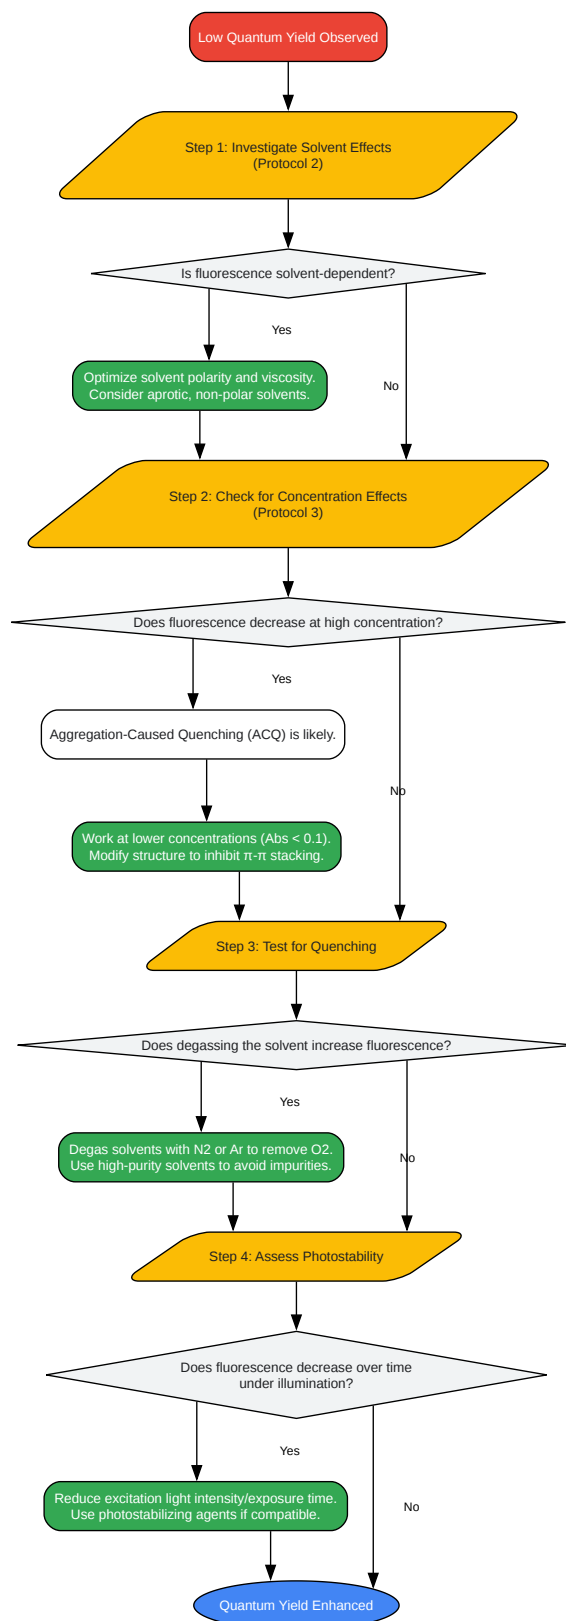 Low Quantum Yield Observed
Step 1: Investigate Solvent Effects
(Protocol 2)
Is fluorescence solvent-dependent?
Yes
Optimize solvent polarity and viscosity.
Consider aprotic, non-polar solvents.
No
Step 2: Check for Concentration Effects
(Protocol 3)
Does fluorescence decrease at high concentration?
Yes
Aggregation-Caused Quenching (ACQ) is likely.
No
Work at lower concentrations (Abs < 0.1).
Modify structure to inhibit π-π stacking.
Step 3: Test for Quenching
Does degassing the solvent increase fluorescence?
Yes
Degas solvents with N2 or Ar to remove O2.
Use high-purity solvents to avoid impurities.
No
Step 4: Assess Photostability
Does fluorescence decrease over time
under illumination?
Yes
Reduce excitation light intensity/exposure time.
Use photostabilizing agents if compatible.
No
Quantum Yield Enhanced